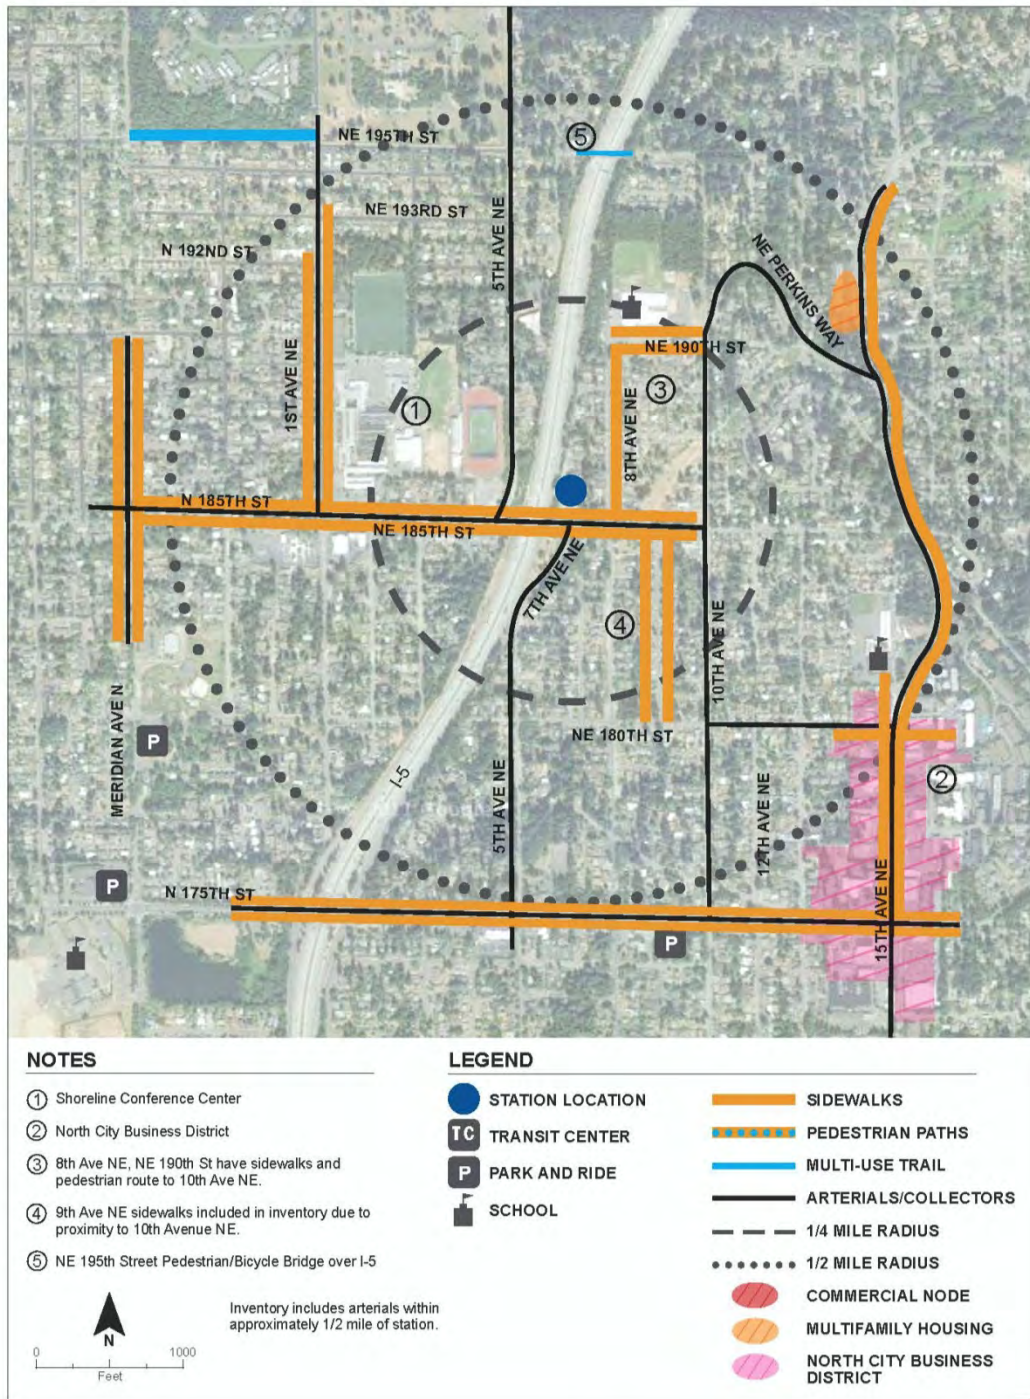 NE 195TH ST
5
NE 193RD ST
N 192ND ST
5TH AVE NE
NE PERKINS WAY
NE 190TH ST
1ST AVE NE
1
3
8TH AVE NE
N 185TH ST
NE 185TH ST
7TH AVE NE
4
10TH AVE NE
NE 180TH ST
MERIDIAN AVE N
P
I-5
5TH AVE NE
2
12TH AVE NE
P
N 175TH ST
15TH AVE NE
P
NOTES
1 Shoreline Conference Center
2 North City Business District
3 8th Ave NE, NE 190th St have sidewalks and
pedestrian route to 10th Ave NE.
4 9th Ave NE sidewalks included in inventory due to
proximity to 10th Avenue NE.
5 NE 195th Street Pedestrian/Bicycle Bridge over I-5
N
0 1000
Feet
Inventory includes arterials within
approximately 1/2 mile of station.
LEGEND
STATION LOCATION
TC TRANSIT CENTER
P PARK AND RIDE
SCHOOL
SIDEWALKS
PEDESTRIAN PATHS
MULTI-USE TRAIL
ARTERIALS/COLLECTORS
1/4 MILE RADIUS
1/2 MILE RADIUS
COMMERCIAL NODE
MULTIFAMILY HOUSING
NORTH CITY BUSINESS
DISTRICT